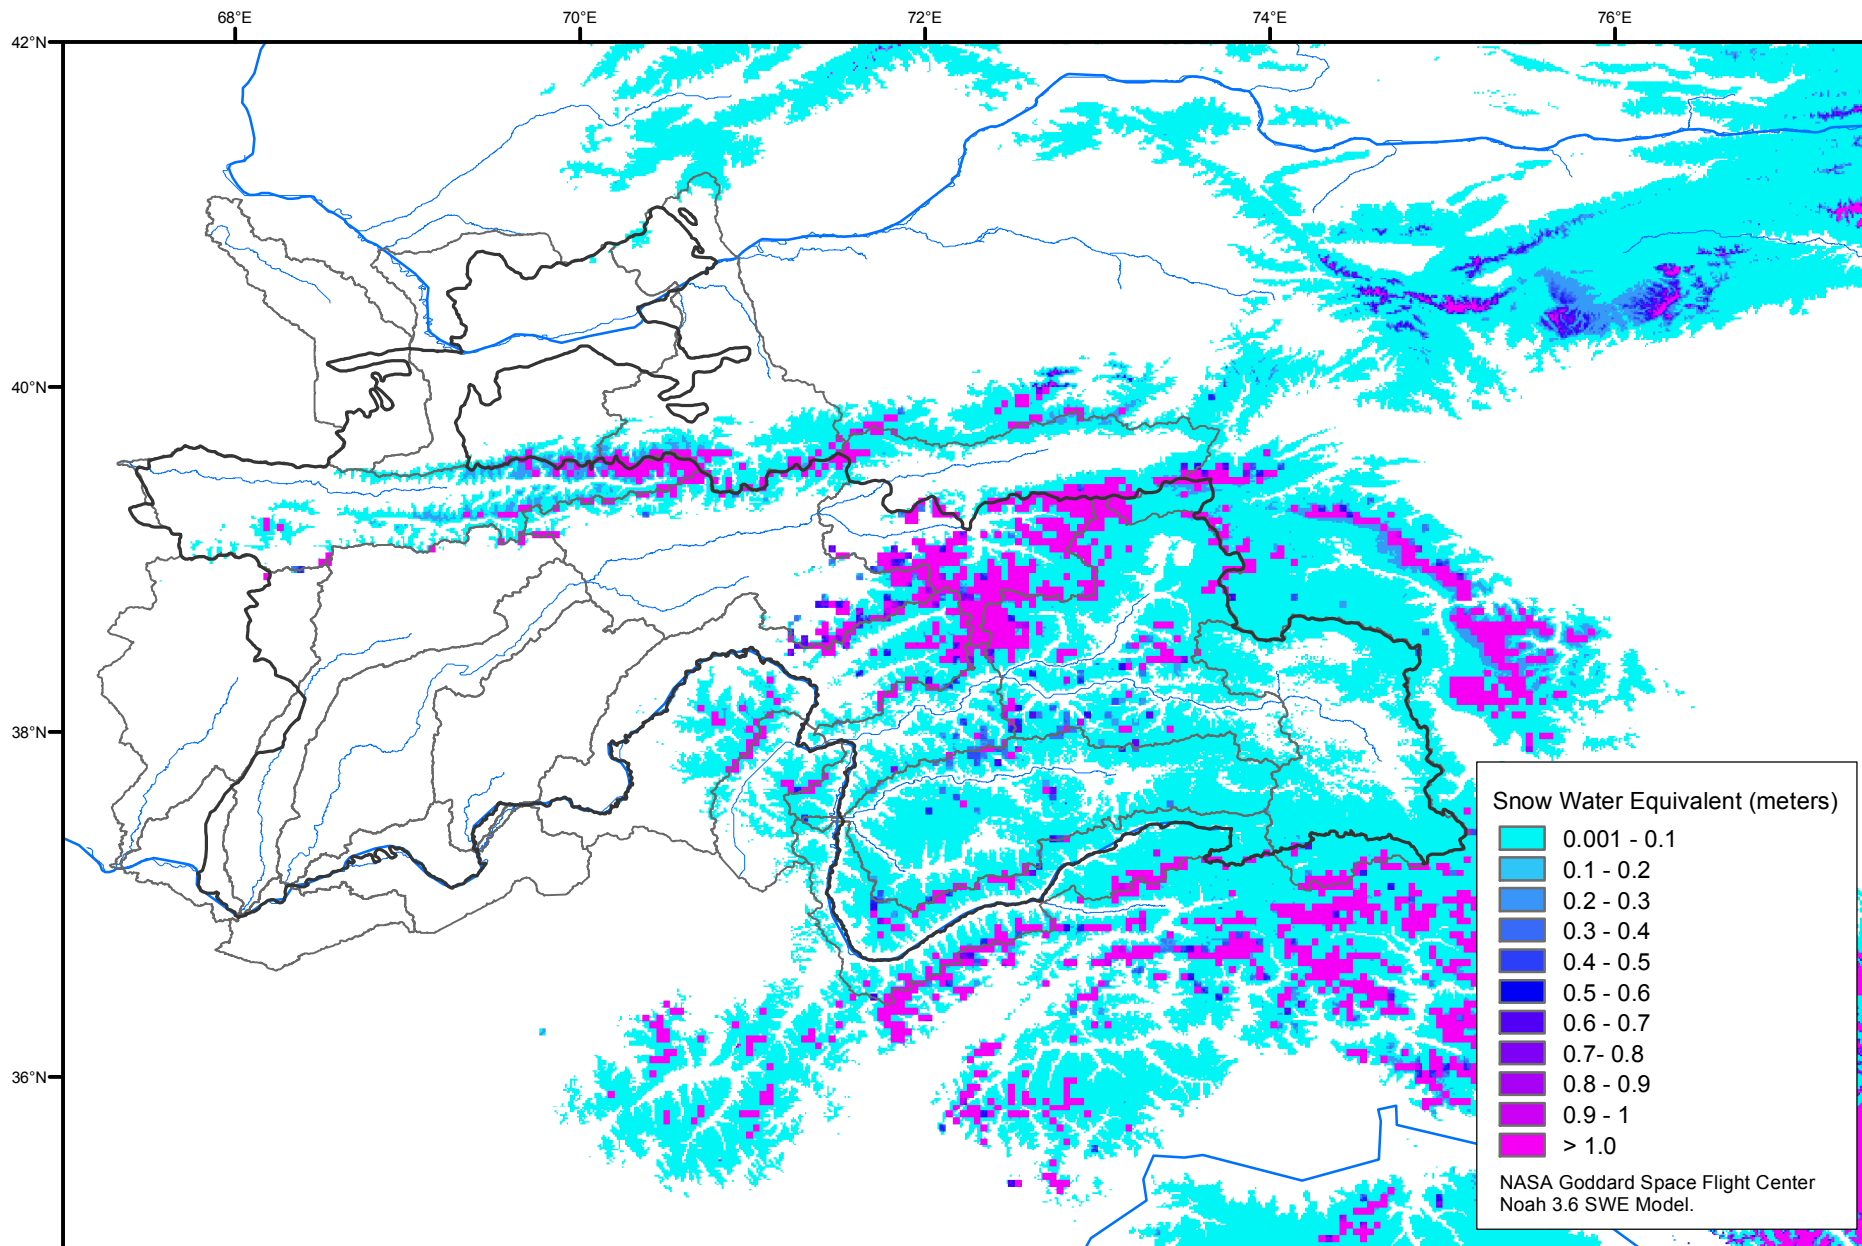 68°E
70°E
72°E
74°E
76°E
42°N
40°N
38°N
36°N
Snow Water Equivalent (meters)
0.001 - 0.1
0.1 - 0.2
0.2 - 0.3
0.3 - 0.4
0.4 - 0.5
0.5 - 0.6
0.6 - 0.7
0.7- 0.8
0.8 - 0.9
0.9 - 1
> 1.0
NASA Goddard Space Flight Center
Noah 3.6 SWE Model.